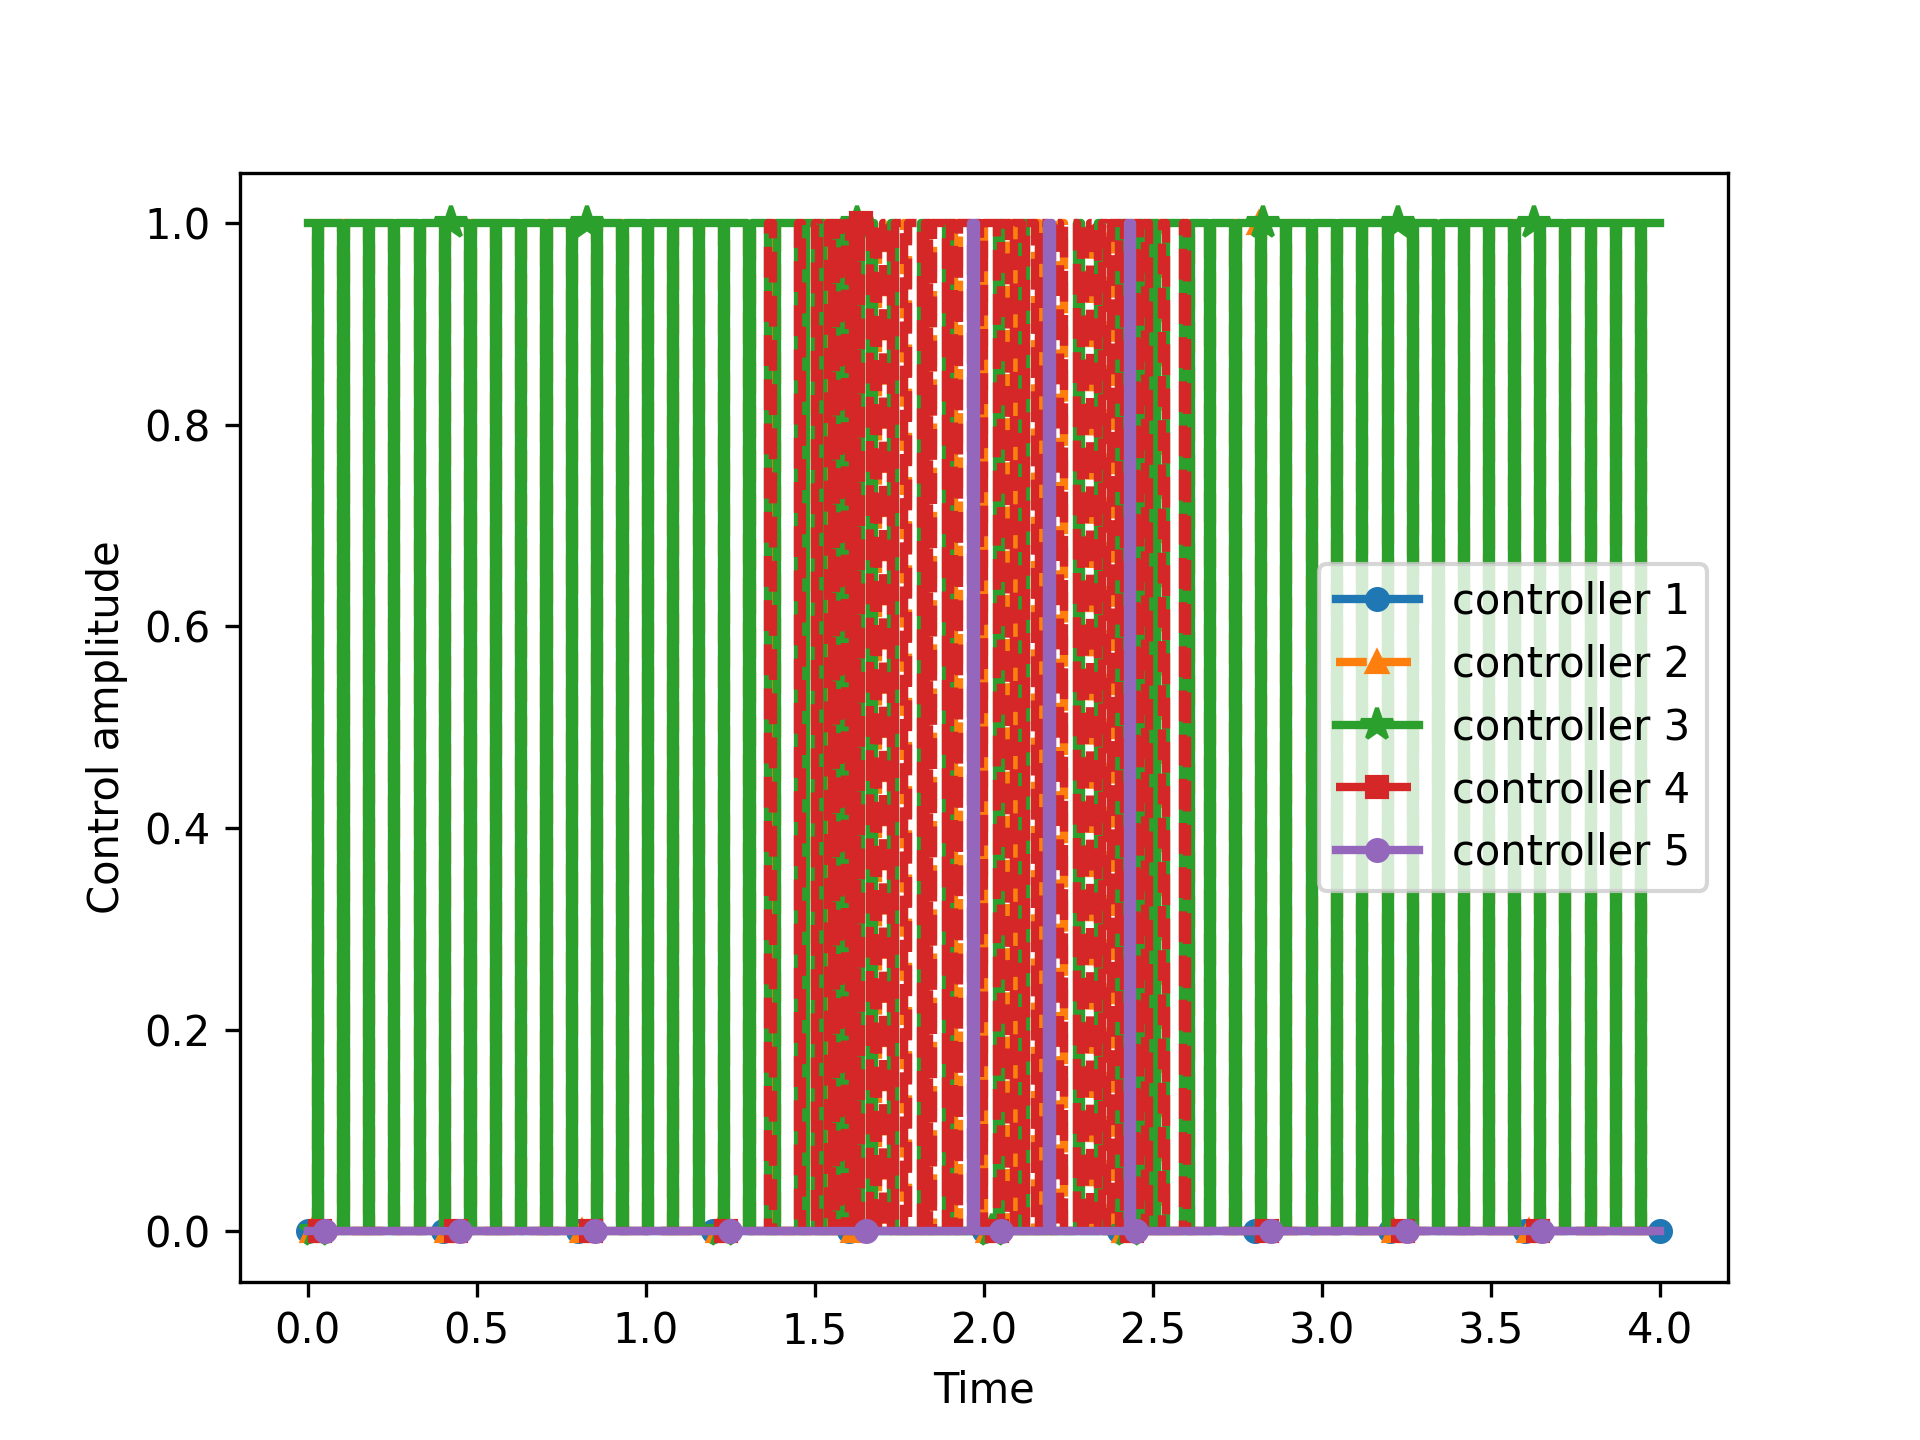 1.0
0.8
0.6
0.4
0.2
0.0
Control amplitude
controller 1
controller 2
controller 3
controller 4
controller 5
0.0 0.5 1.0 1.5 2.0 2.5 3.0 3.5 4.0
Time